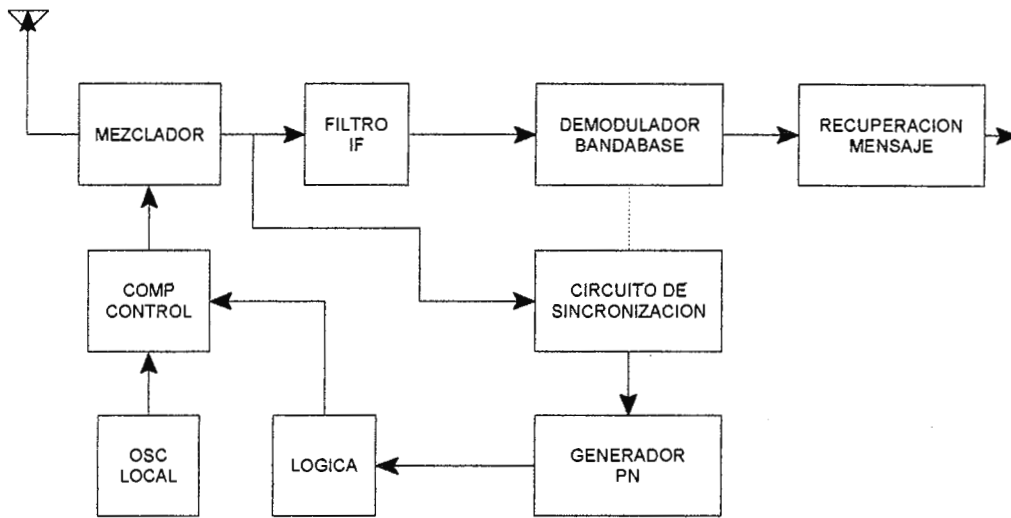 MEZCLADOR
FILTRO
IF
DEMODULADOR
BANDABASE
RECUPERACION
MENSAJE
COMP
CONTROL
CIRCUITO DE
SINCRONIZACION
OSC
LOCAL
LOGICA
GENERADOR
PN